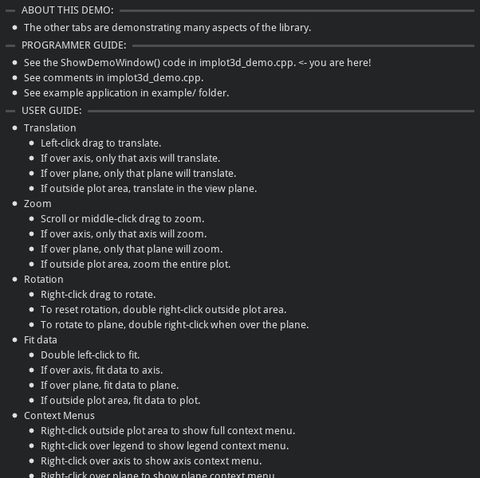 ABOUT THIS DEMO:
The other tabs are demonstrating many aspects of the library.
PROGRAMMER GUIDE:
See the ShowDemoWindow() code in implot3d_demo.cpp. <- you are here!
See comments in implot3d_demo.cpp.
See example application in example/ folder.
USER GUIDE:
Translation
Left-click drag to translate.
If over axis, only that axis will translate.
If over plane, only that plane will translate.
If outside plot area, translate in the view plane.
Zoom
Scroll or middle-click drag to zoom.
If over axis, only that axis will zoom.
If over plane, only that plane will zoom.
If outside plot area, zoom the entire plot.
Rotation
Right-click drag to rotate.
To reset rotation, double right-click outside plot area.
To rotate to plane, double right-click when over the plane.
Fit data
Double left-click to fit.
If over axis, fit data to axis.
If over plane, fit data to plane.
If outside plot area, fit data to plot.
Context Menus
Right-click outside plot area to show full context menu.
Right-click over legend to show legend context menu.
Right-click over axis to show axis context menu.
Right-click over plane to show plane context menu.